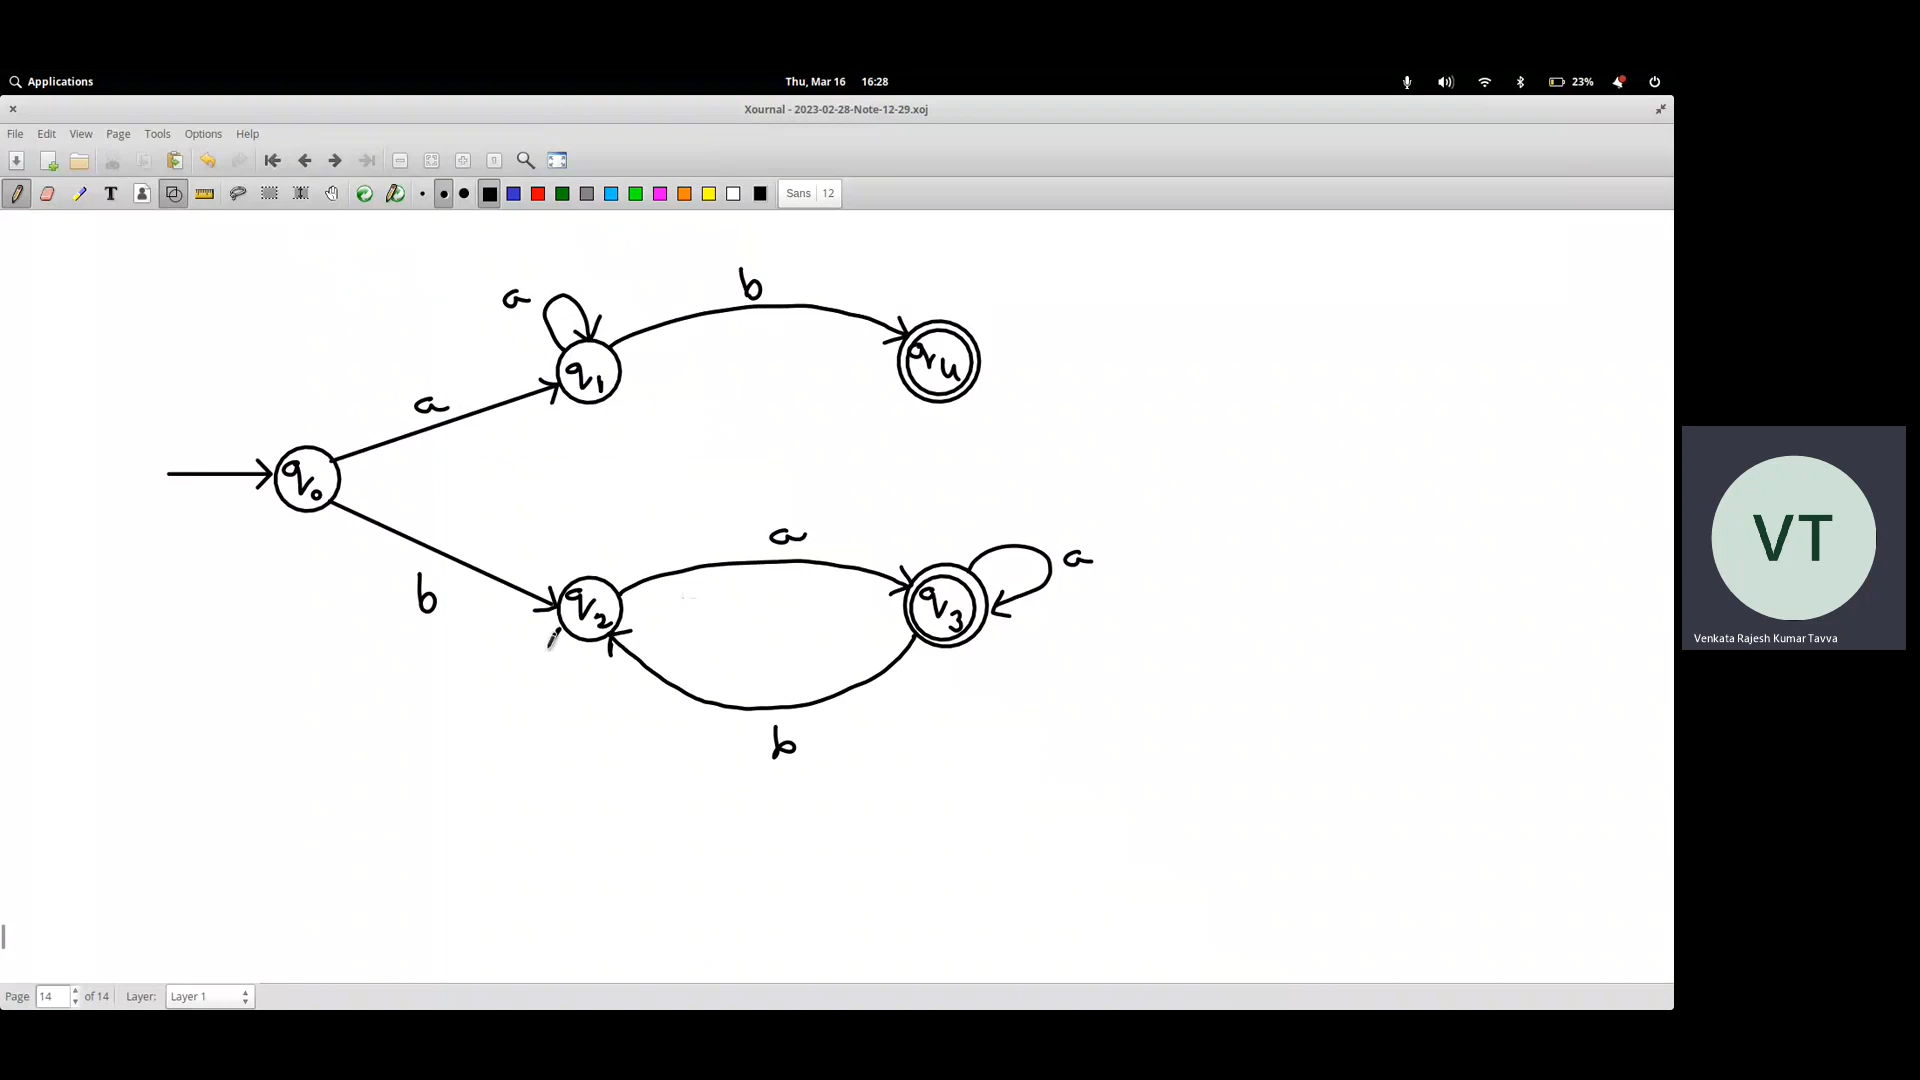 Applications
Thu, Mar 16 16:28
23%
Xournal - 2023-02-28-Note-12-29.xoj
File Edit View Page Tools Options Help
T
Sans 12
a
b
q1
q4
a
q0
b
a
q2
q3
a
b
VT
Venkata Rajesh Kumar Tavva
Page 14 of 14 Layer: Layer 1